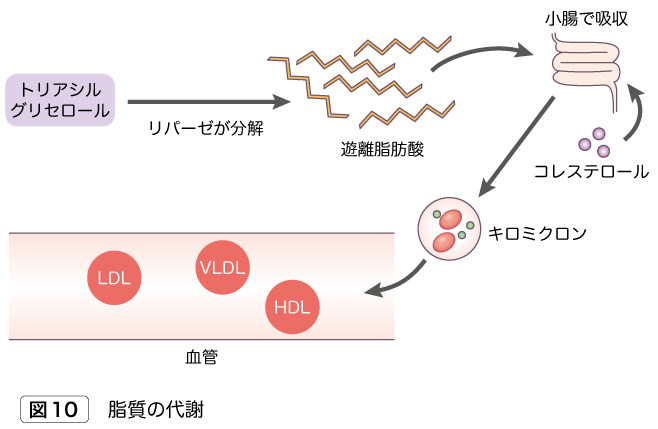 小腸で吸収
トリアシル
グリセロール
リパーゼが分解
遊離脂肪酸
コレステロール
キロミクロン
LDL
VLDL
HDL
血管
図10 脂質の代謝